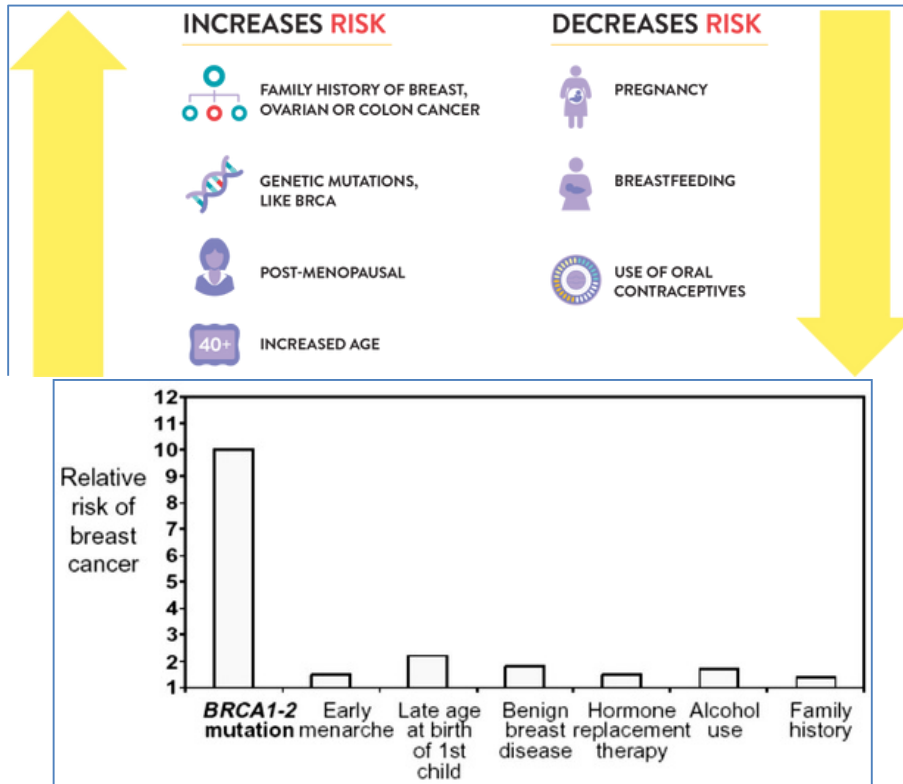 INCREASES RISK
FAMILY HISTORY OF BREAST,
OVARIAN OR COLON CANCER
GENETIC MUTATIONS,
LIKE BRCA
POST-MENOPAUSAL
40+
INCREASED AGE
DECREASES RISK
PREGNANCY
BREASTFEEDING
USE OF ORAL
CONTRACEPTIVES
Relative
risk of
breast
cancer
12
11
10
9
8
7
6
5
4
3
2
1
BRCA1-2
mutation
Early
menarche
Late age
at birth
of 1st
child
Benign
breast
disease
Hormone
replacement
therapy
Alcohol
use
Family
history